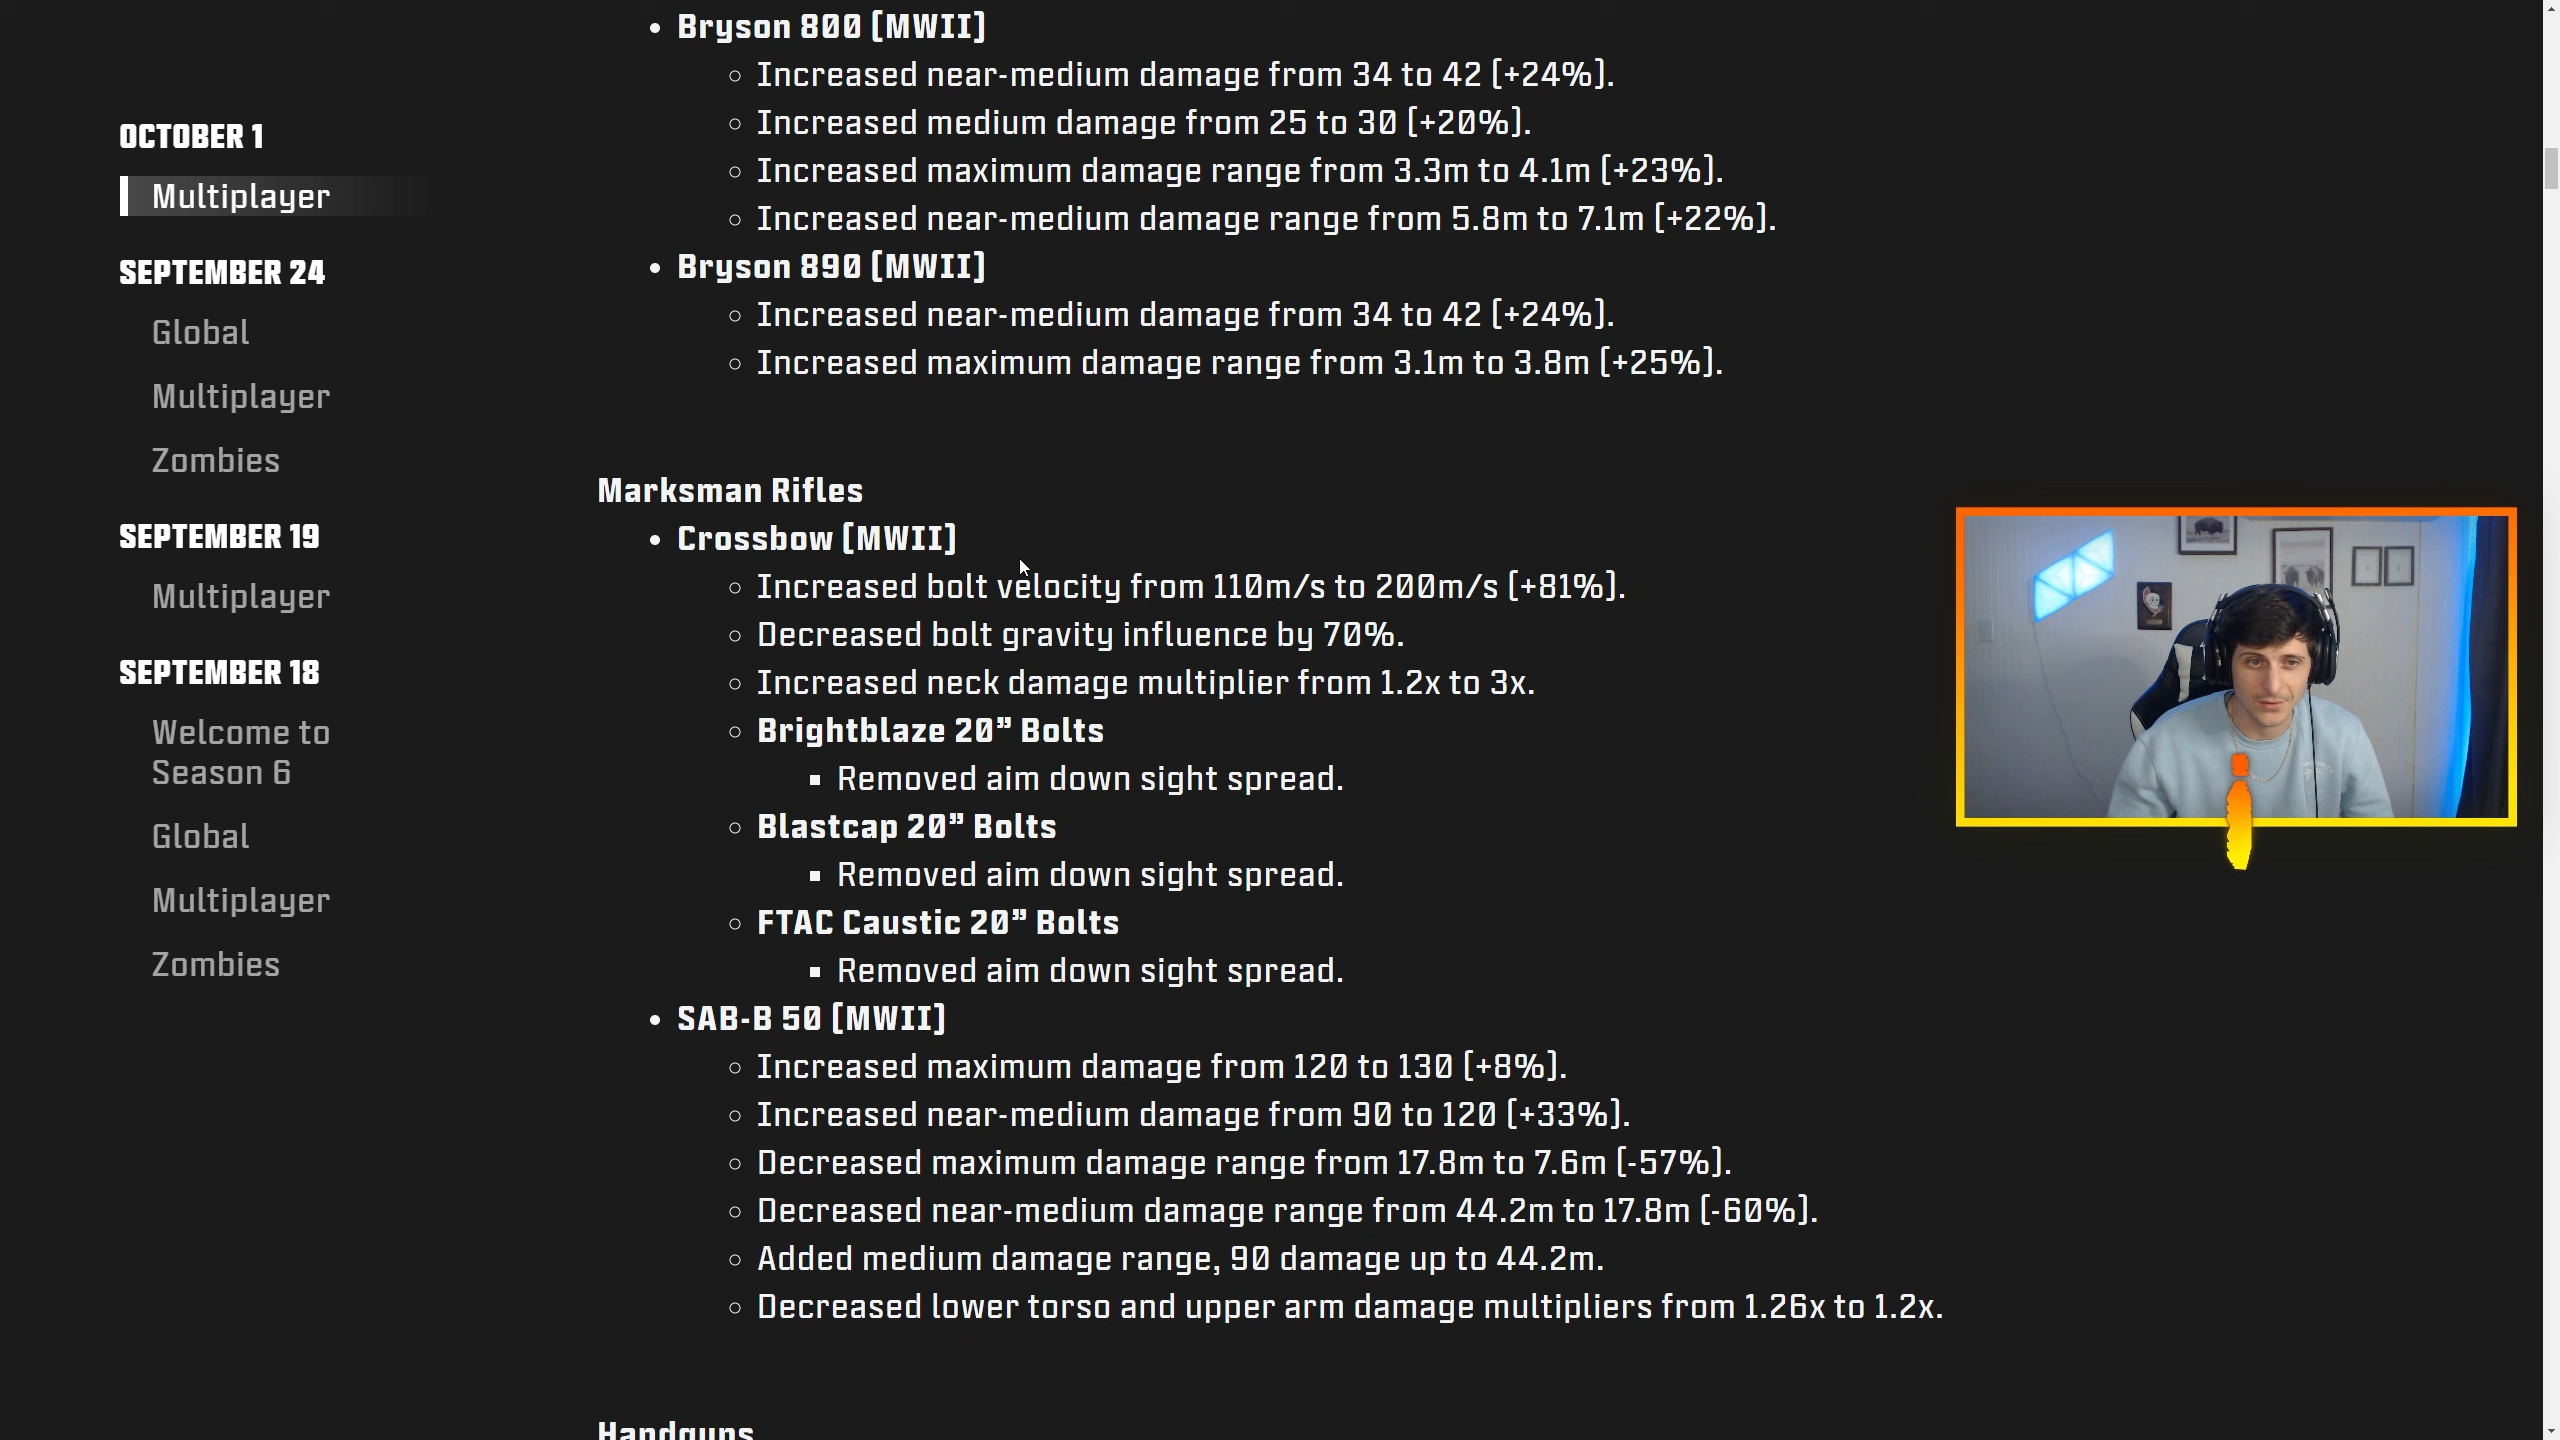 Bryson 800 (MWII)
Increased near-medium damage from 34 to 42 (+24%).
Increased medium damage from 25 to 30 (+20%).
Increased maximum damage range from 3.3m to 4.1m (+23%).
Increased near-medium damage range from 5.8m to 7.1m (+22%).
Bryson 890 (MWII)
Increased near-medium damage from 34 to 42 (+24%).
Increased maximum damage range from 3.1m to 3.8m (+25%).
Marksman Rifles
Crossbow (MWII)
Increased bolt velocity from 110m/s to 200m/s (+81%).
Decreased bolt gravity influence by 70%.
Increased neck damage multiplier from 1.2x to 3x.
Brightblaze 20” Bolts
Removed aim down sight spread.
Blastcap 20” Bolts
Removed aim down sight spread.
FTAC Caustic 20” Bolts
Removed aim down sight spread.
SAB-B 50 (MWII)
Increased maximum damage from 120 to 130 (+8%).
Increased near-medium damage from 90 to 120 (+33%).
Decreased maximum damage range from 17.8m to 7.6m (-57%).
Decreased near-medium damage range from 44.2m to 17.8m (-60%).
Added medium damage range, 90 damage up to 44.2m.
Decreased lower torso and upper arm damage multipliers from 1.26x to 1.2x.
Handguns
OCTOBER 1
Multiplayer
SEPTEMBER 24
Global
Multiplayer
Zombies
SEPTEMBER 19
Multiplayer
SEPTEMBER 18
Welcome to
Season 6
Global
Multiplayer
Zombies